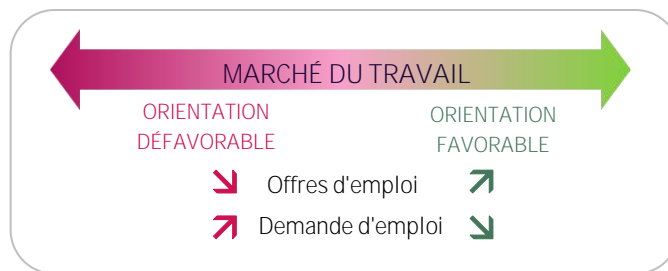 MARCHÉ DU TRAVAIL
ORIENTATION
DÉFAVORABLE
ORIENTATION
FAVORABLE
Offres d'emploi
Demande d'emploi